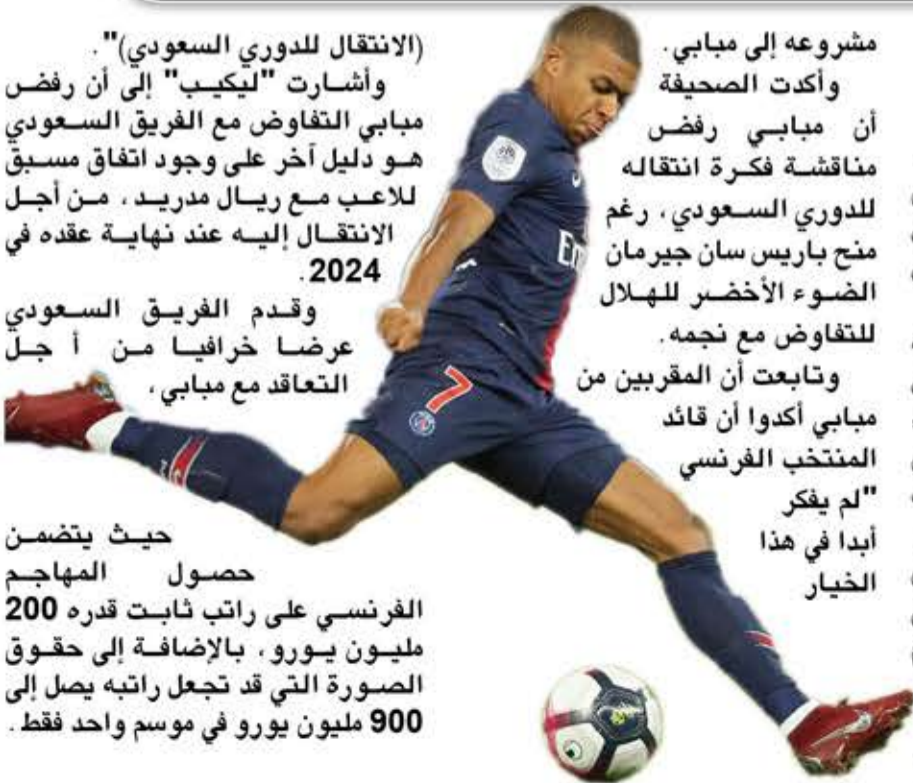 مشروعه إلى مبابي.
وأكدت الصحيفة
أن مبابي رفض
مناقشة فكرة انتقاله
للدوري السعودي، رغم
منح باريس سان جيرمان
الضوء الأخضر للهلال
للتفاوض مع نجمه.
وتابعت أن المقربين من
مبابي أكدوا أن قائد
المنتخب الفرنسي
"لم يفكر
أبدا في هذا
الخيار
(الانتقال للدوري السعودي)".
وأشارت "ليكيب" إلى أن رفض
مبابي التفاوض مع الفريق السعودي
هو دليل آخر على وجود اتفاق مسبق
للاعب مع ريال مدريد، من أجل
الانتقال إليه عند نهاية عقده في
2024.
وقدم الفريق السعودي
عرضا خرافيا من أ جل
التعاقد مع مبابي،
حيث يتضمن
حصول المهاجم
الفرنسي على راتب ثابت قدره 200
مليون يورو، بالإضافة إلى حقوق
الصورة التي قد تجعل راتبه يصل إلى
900 مليون يورو في موسم واحد فقط.
7